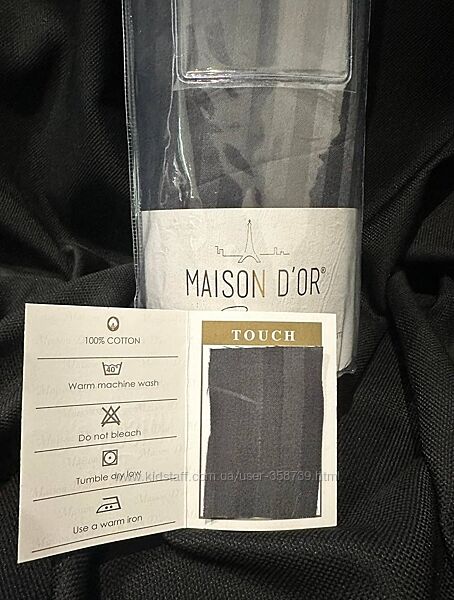 MAISON D'OR®
TOUCH
100% COTTON
40°
Warm machine wash
Do not bleach
Tumble dry low
Use a warm iron
www.kidstaff.com.ua/user-358739.html